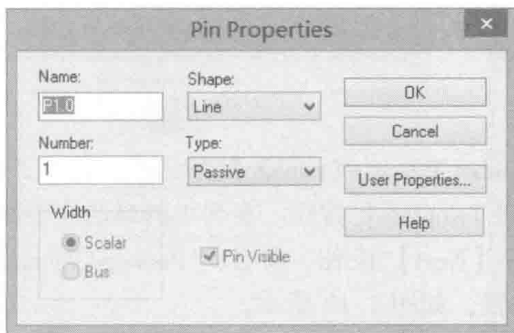 Pin Properties
×
Name:
P1.0
Shape:
Line
OK
Number:
1
Type:
Passive
Cancel
User Properties...
Width
Scalar
Bus
Pin Visible
Help